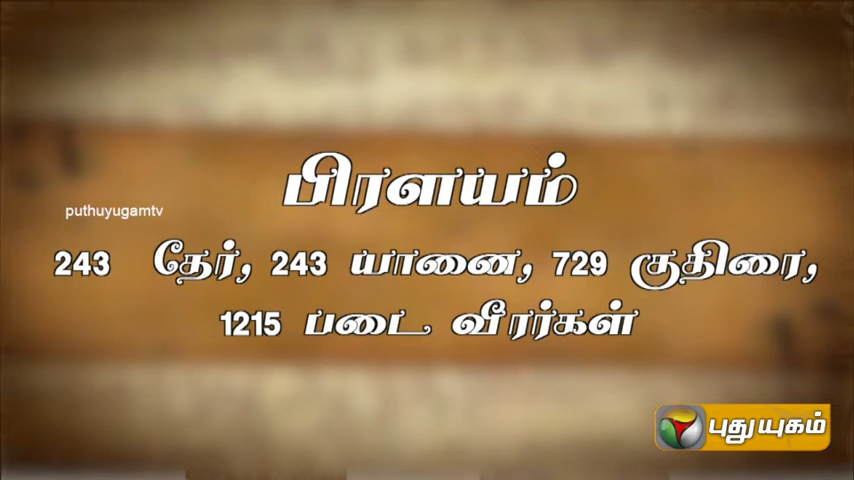 பிரளயம்
puthuyugamtv
243 தேர், 243 யானை, 729 குதிரை,
1215 படை வீரர்கள்
புதுயுகம்